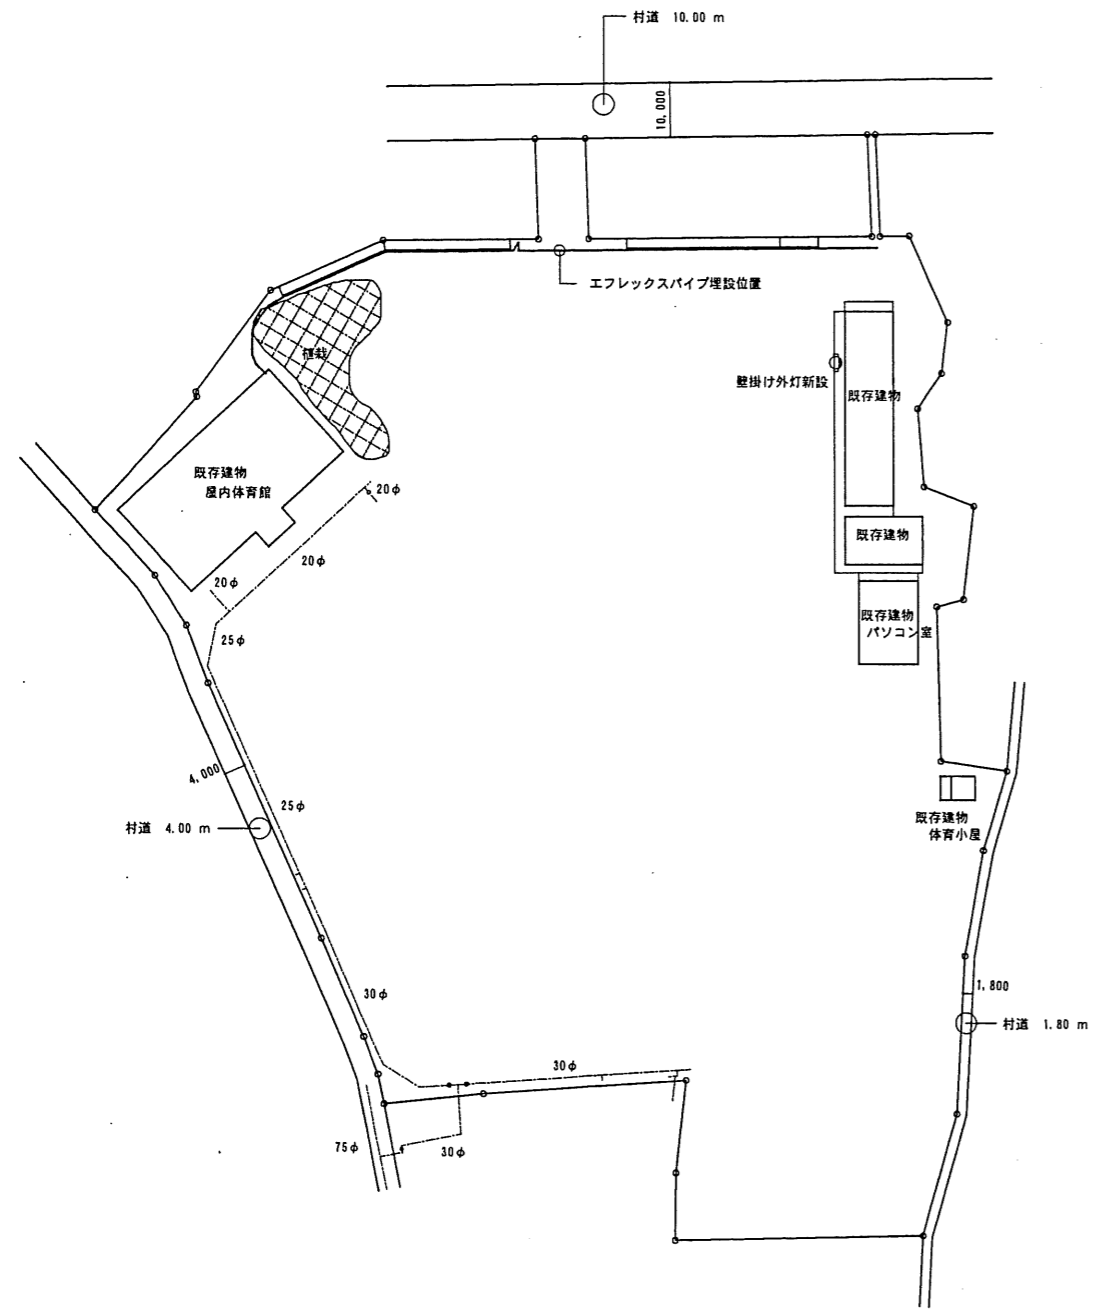 村道 10.00 m
10,000
エフレックスパイプ埋設位置
植栽
壁掛け外灯新設
既存建物
既存建物
屋内体育館
20φ
既存建物
20φ
20φ
既存建物
パソコン室
25φ
4,000
25φ
既存建物
体育小屋
村道 4.00 m
30φ
1,800
村道 1.80 m
30φ
75φ
30φ